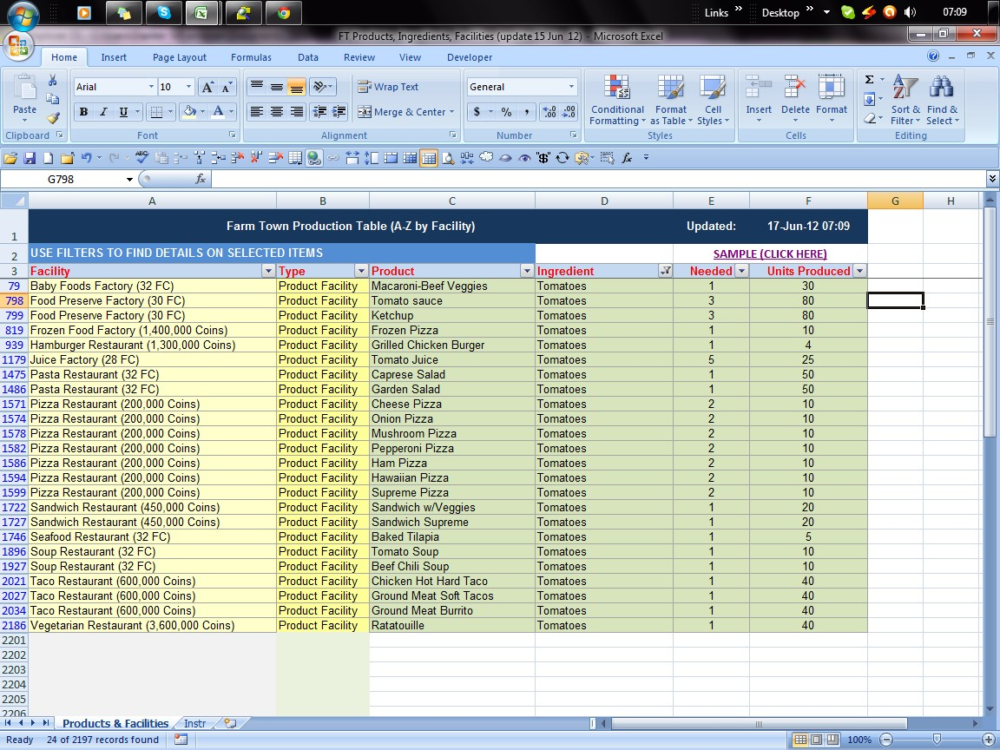 Links » Desktop » 07:09
FT Products, Ingredients, Facilities (update 15 Jun 12) - Microsoft Excel
Home Insert Page Layout Formulas Data Review View Developer
Paste Arial 10 Wrap Text General Conditional Formatting Format as Table Cell Styles Insert Delete Format Sort & Filter Find & Select
B I U A Merge & Center $ % ,
Clipboard Font Alignment Number Styles Cells Editing
G798 fx
A B C D E F G H
1 Farm Town Production Table (A-Z by Facility) Updated: 17-Jun-12 07:09
2 USE FILTERS TO FIND DETAILS ON SELECTED ITEMS SAMPLE (CLICK HERE)
3 Facility Type Product Ingredient Needed Units Produced
79 Baby Foods Factory (32 FC) Product Facility Macaroni-Beef Veggies Tomatoes 1 30
798 Food Preserve Factory (30 FC) Product Facility Tomato sauce Tomatoes 3 80
799 Food Preserve Factory (30 FC) Product Facility Ketchup Tomatoes 3 80
819 Frozen Food Factory (1,400,000 Coins) Product Facility Frozen Pizza Tomatoes 1 10
939 Hamburger Restaurant (1,300,000 Coins) Product Facility Grilled Chicken Burger Tomatoes 1 4
1179 Juice Factory (28 FC) Product Facility Tomato Juice Tomatoes 5 25
1475 Pasta Restaurant (32 FC) Product Facility Caprese Salad Tomatoes 1 50
1486 Pasta Restaurant (32 FC) Product Facility Garden Salad Tomatoes 1 50
1571 Pizza Restaurant (200,000 Coins) Product Facility Cheese Pizza Tomatoes 2 10
1574 Pizza Restaurant (200,000 Coins) Product Facility Onion Pizza Tomatoes 2 10
1578 Pizza Restaurant (200,000 Coins) Product Facility Mushroom Pizza Tomatoes 2 10
1582 Pizza Restaurant (200,000 Coins) Product Facility Pepperoni Pizza Tomatoes 2 10
1586 Pizza Restaurant (200,000 Coins) Product Facility Ham Pizza Tomatoes 2 10
1594 Pizza Restaurant (200,000 Coins) Product Facility Hawaiian Pizza Tomatoes 2 10
1599 Pizza Restaurant (200,000 Coins) Product Facility Supreme Pizza Tomatoes 2 10
1722 Sandwich Restaurant (450,000 Coins) Product Facility Sandwich w/Veggies Tomatoes 1 20
1727 Sandwich Restaurant (450,000 Coins) Product Facility Sandwich Supreme Tomatoes 1 20
1746 Seafood Restaurant (32 FC) Product Facility Baked Tilapia Tomatoes 1 5
1896 Soup Restaurant (32 FC) Product Facility Tomato Soup Tomatoes 1 10
1927 Soup Restaurant (32 FC) Product Facility Beef Chili Soup Tomatoes 1 10
2021 Taco Restaurant (600,000 Coins) Product Facility Chicken Hot Hard Taco Tomatoes 1 40
2027 Taco Restaurant (600,000 Coins) Product Facility Ground Meat Soft Tacos Tomatoes 1 40
2034 Taco Restaurant (600,000 Coins) Product Facility Ground Meat Burrito Tomatoes 1 40
2186 Vegetarian Restaurant (3,600,000 Coins) Product Facility Ratatouille Tomatoes 1 40
2201
2202
2203
2204
2205
2206
Products & Facilities Instr
Ready 24 of 2197 records found 100%